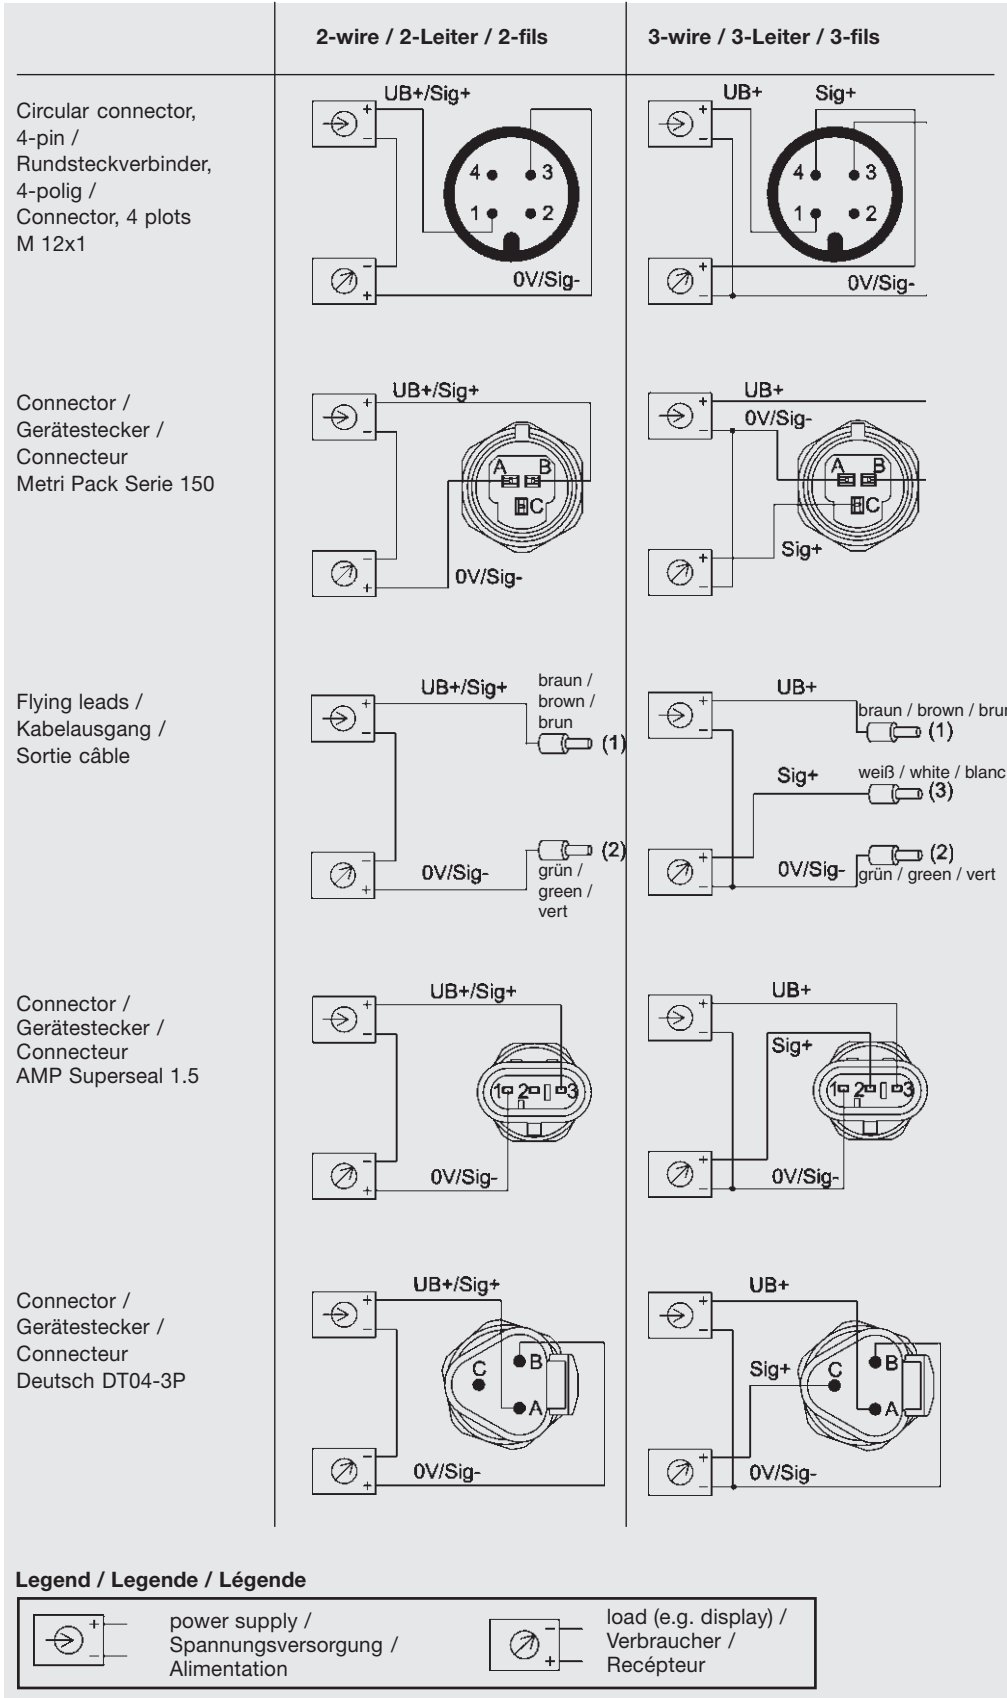 2-wire / 2-Leiter / 2-fils
3-wire / 3-Leiter / 3-fils
Circular connector,
4-pin /
Rundsteckverbinder,
4-polig /
Connector, 4 plots
M 12x1
UB+/Sig+
+
-
4
3
1
2
-
+
0V/Sig-
UB+
Sig+
+
-
4
3
1
2
+
-
0V/Sig-
Connector /
Gerätestecker /
Connecteur
Metri Pack Serie 150
UB+/Sig+
+
-
A
B
C
-
+
0V/Sig-
UB+
+
-
0V/Sig-
A
B
C
+
-
Sig+
Flying leads /
Kabelausgang /
Sortie câble
UB+/Sig+
+
-
braun /
brown /
brun
(1)
-
+
0V/Sig-
(2)
grün /
green /
vert
UB+
+
-
braun / brown / brun
(1)
Sig+
weiß / white / blanc
(3)
+
-
0V/Sig-
(2)
grün / green / vert
Connector /
Gerätestecker /
Connecteur
AMP Superseal 1.5
UB+/Sig+
+
-
1
2
3
-
+
0V/Sig-
UB+
+
-
Sig+
1
2
3
+
-
0V/Sig-
Connector /
Gerätestecker /
Connecteur
Deutsch DT04-3P
UB+/Sig+
+
-
C
B
A
-
+
0V/Sig-
UB+
+
-
Sig+
C
B
A
+
-
0V/Sig-
Legend / Legende / Légende
+
-
power supply /
Spannungsversorgung /
Alimentation
-
+
load (e.g. display) /
Verbraucher /
Recépteur